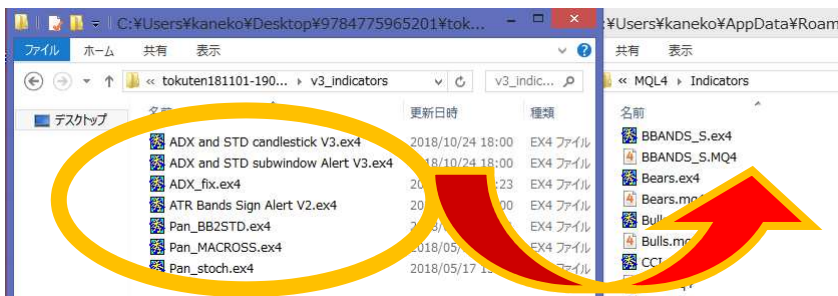 C:¥Users¥kaneko¥Desktop¥9784775965201¥tok...
ファイル ホーム 共有 表示
« tokuten181101-190... ▸ v3_indicators
v3_indic...
デスクトップ
更新日時 種類
ADX and STD candlestick V3.ex4 2018/10/24 18:00 EX4 ファイル
ADX and STD subwindow Alert V3.ex4 2018/10/24 18:00 EX4 ファイル
ADX_fix.ex4 EX4 ファイル
ATR Bands Sign Alert V2.ex4 EX4 ファイル
Pan_BB2STD.ex4
Pan_MACROSS.ex4 2018/05/ EX4 ファイル
Pan_stoch.ex4 2018/05/17 ファイル
¥Users¥kaneko¥AppData¥Roam
共有 表示
« MQL4 ▸ Indicators
名前
BBANDS_S.ex4
BBANDS_S.MQ4
Bears.ex4
Bears.mq4
Bulls.mq